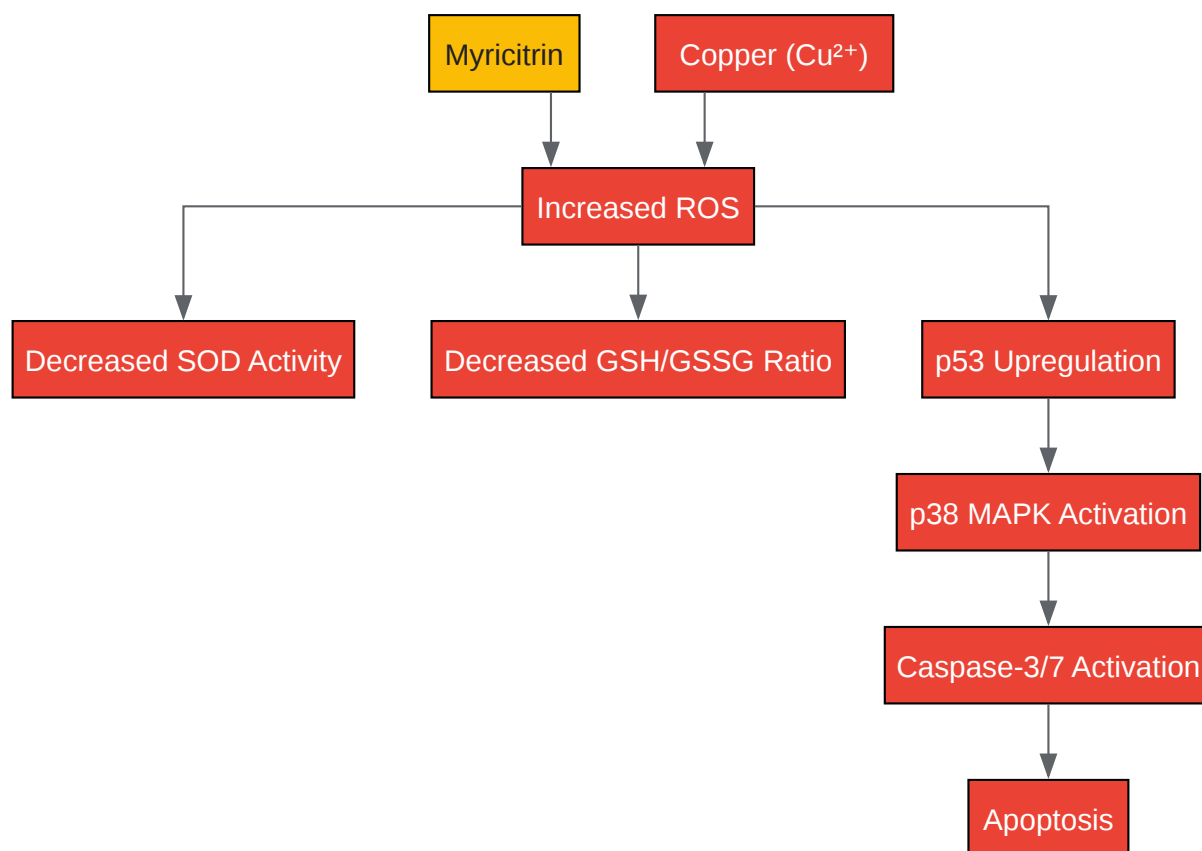 Myricitrin
Copper (Cu²⁺)
Increased ROS
Decreased SOD Activity
Decreased GSH/GSSG Ratio
p53 Upregulation
p38 MAPK Activation
Caspase-3/7 Activation
Apoptosis